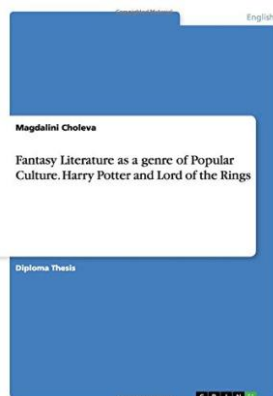 English
Magdalini Choleva
Fantasy Literature as a genre of Popular
Culture. Harry Potter and Lord of the Rings
Diploma Thesis